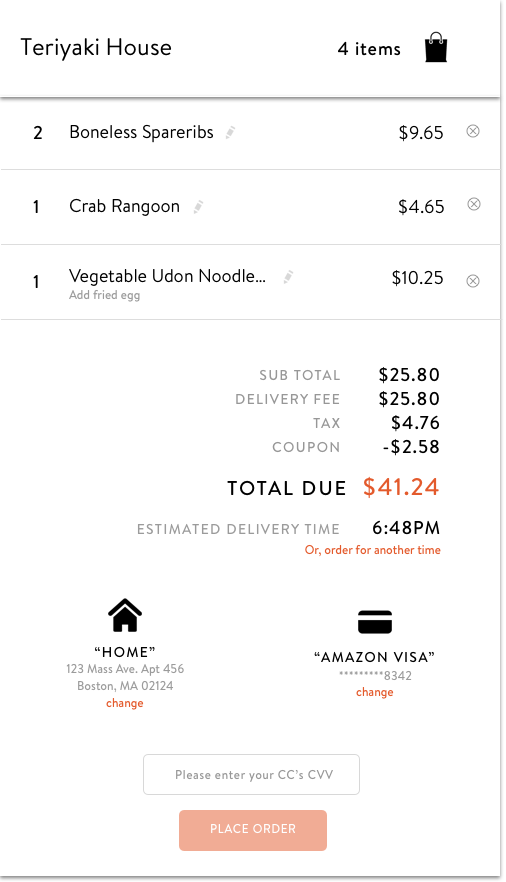 Teriyaki House 4 items
2 Boneless Spareribs $9.65
1 Crab Rangoon $4.65
1 Vegetable Udon Noodle... $10.25
Add fried egg
SUB TOTAL $25.80
DELIVERY FEE $25.80
TAX $4.76
COUPON -$2.58
TOTAL DUE $41.24
ESTIMATED DELIVERY TIME 6:48PM
Or, order for another time
“HOME”
123 Mass Ave. Apt 456
Boston, MA 02124
change
“AMAZON VISA”
*********8342
change
Please enter your CC’s CVV
PLACE ORDER